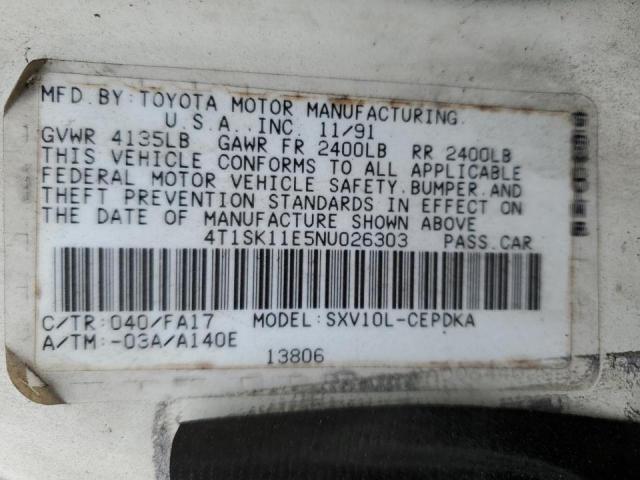 MFD.BY:TOYOTA MOTOR MANUFACTURING.
U.S.A.,INC. 11/91
GVWR 4135LB GAWR FR 2400LB RR 2400LB
THIS VEHICLE CONFORMS TO ALL APPLICABLE
FEDERAL MOTOR VEHICLE SAFETY.BUMPER.AND
THEFT PREVENTION STANDARDS IN EFFECT ON
THE DATE OF MANUFACTURE SHOWN ABOVE
4T1SK11E5NU026303 PASS.CAR
C/TR:040/FA17 MODEL:SXV10L-CEPDKA
A/TM:-03A/A140E
13806